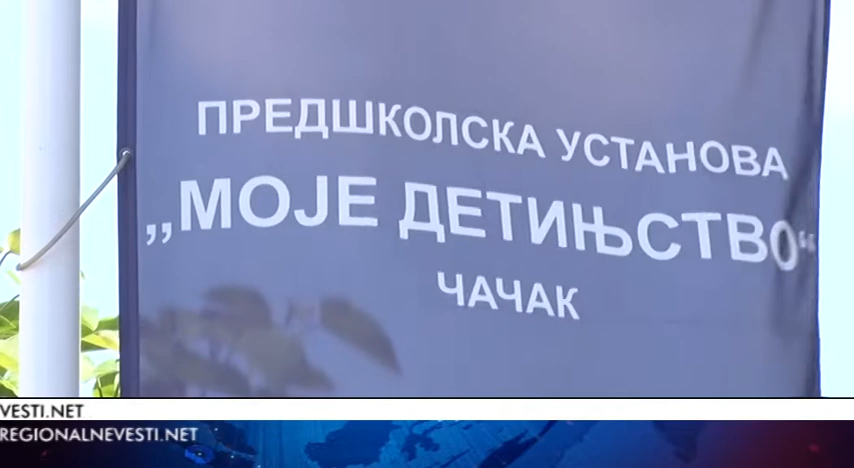 ПРЕДШКОЛСКА УСТАНОВА
„МОЈЕ ДЕТИЊСТВО“
ЧАЧАК
VESTI.NET
REGIONALNEVESTI.NET